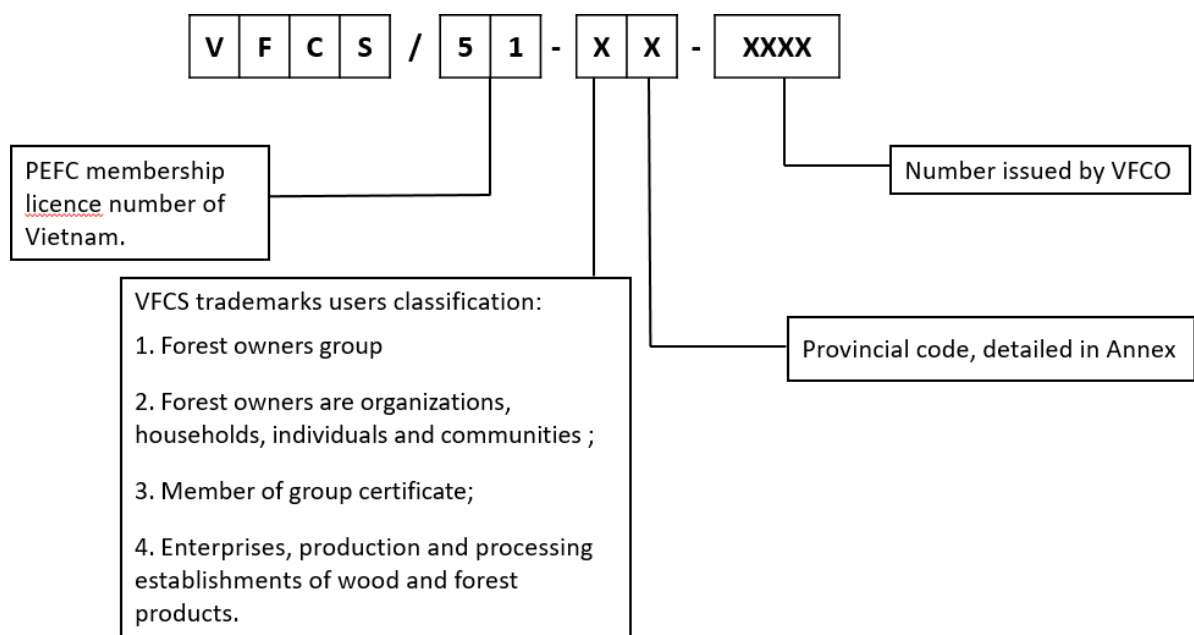 V F C S / 5 1 - X X - XXXX
PEFC membership
licence number of
Vietnam.
Number issued by VFCO
VFCS trademarks users classification:
1. Forest owners group
2. Forest owners are organizations,
households, individuals and communities ;
3. Member of group certificate;
4. Enterprises, production and processing
establishments of wood and forest
products.
Provincial code, detailed in Annex